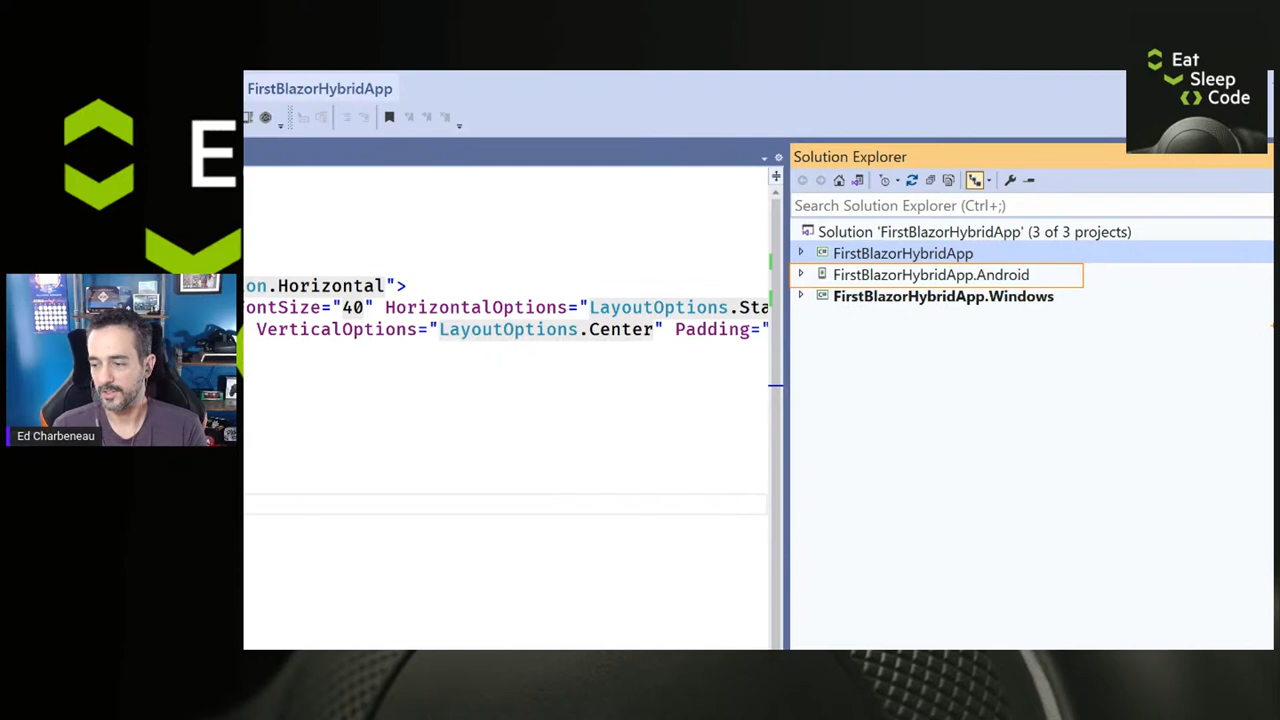 Eat
Sleep
Code
E
FirstBlazorHybridApp
Solution Explorer
Search Solution Explorer (Ctrl+;)
Solution 'FirstBlazorHybridApp' (3 of 3 projects)
FirstBlazorHybridApp
FirstBlazorHybridApp.Android
FirstBlazorHybridApp.Windows
on.Horizontal">
ontSize="40" HorizontalOptions="LayoutOptions.Sta
VerticalOptions="LayoutOptions.Center" Padding="
Ed Charbeneau